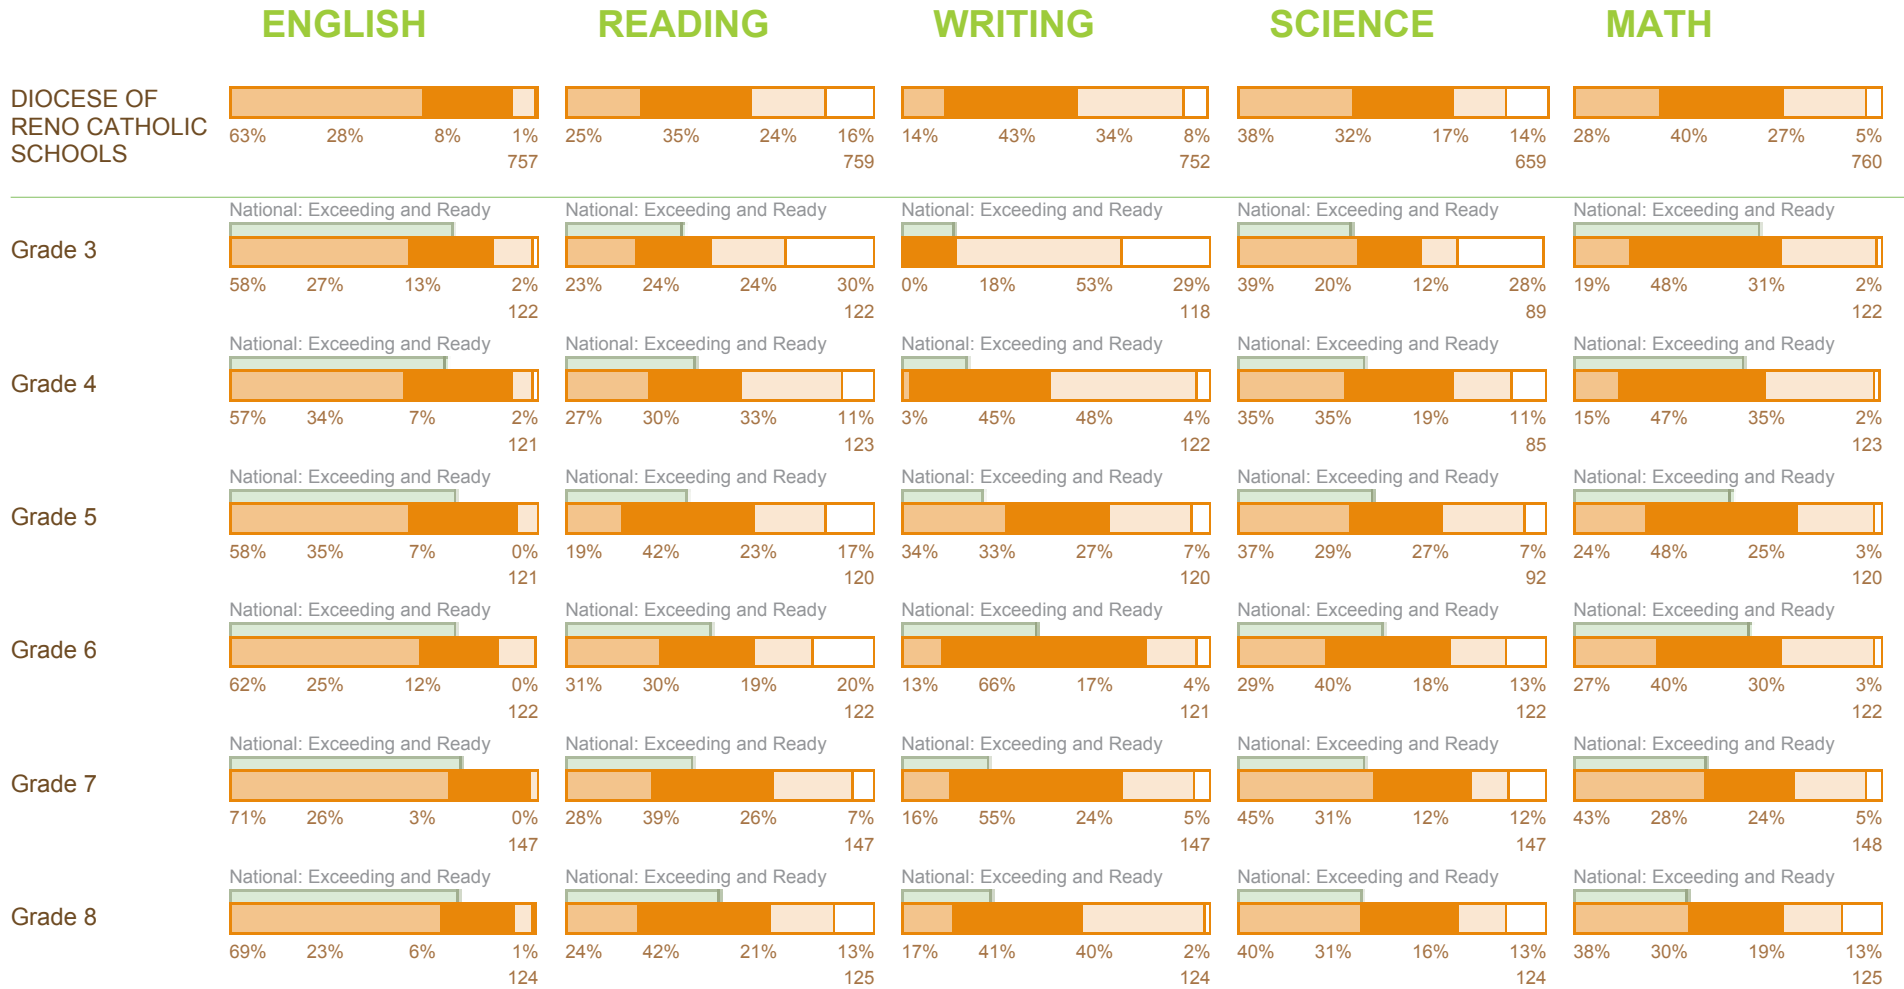 ENGLISH READING WRITING SCIENCE MATH
DIOCESE OF
RENO CATHOLIC
SCHOOLS
63% 28% 8% 1% 25% 35% 24% 16% 14% 43% 34% 8% 38% 32% 17% 14% 28% 40% 27% 5%
757 759 752 659 760
National: Exceeding and Ready National: Exceeding and Ready National: Exceeding and Ready National: Exceeding and Ready National: Exceeding and Ready
Grade 3
58% 27% 13% 2% 23% 24% 24% 30% 0% 18% 53% 29% 39% 20% 12% 28% 19% 48% 31% 2%
122 122 118 89 122
National: Exceeding and Ready National: Exceeding and Ready National: Exceeding and Ready National: Exceeding and Ready National: Exceeding and Ready
Grade 4
57% 34% 7% 2% 27% 30% 33% 11% 3% 45% 48% 4% 35% 35% 19% 11% 15% 47% 35% 2%
121 123 122 85 123
National: Exceeding and Ready National: Exceeding and Ready National: Exceeding and Ready National: Exceeding and Ready National: Exceeding and Ready
Grade 5
58% 35% 7% 0% 19% 42% 23% 17% 34% 33% 27% 7% 37% 29% 27% 7% 24% 48% 25% 3%
121 120 120 92 120
National: Exceeding and Ready National: Exceeding and Ready National: Exceeding and Ready National: Exceeding and Ready National: Exceeding and Ready
Grade 6
62% 25% 12% 0% 31% 30% 19% 20% 13% 66% 17% 4% 29% 40% 18% 13% 27% 40% 30% 3%
122 122 121 122 122
National: Exceeding and Ready National: Exceeding and Ready National: Exceeding and Ready National: Exceeding and Ready National: Exceeding and Ready
Grade 7
71% 26% 3% 0% 28% 39% 26% 7% 16% 55% 24% 5% 45% 31% 12% 12% 43% 28% 24% 5%
147 147 147 147 148
National: Exceeding and Ready National: Exceeding and Ready National: Exceeding and Ready National: Exceeding and Ready National: Exceeding and Ready
Grade 8
69% 23% 6% 1% 24% 42% 21% 13% 17% 41% 40% 2% 40% 31% 16% 13% 38% 30% 19% 13%
124 125 124 124 125